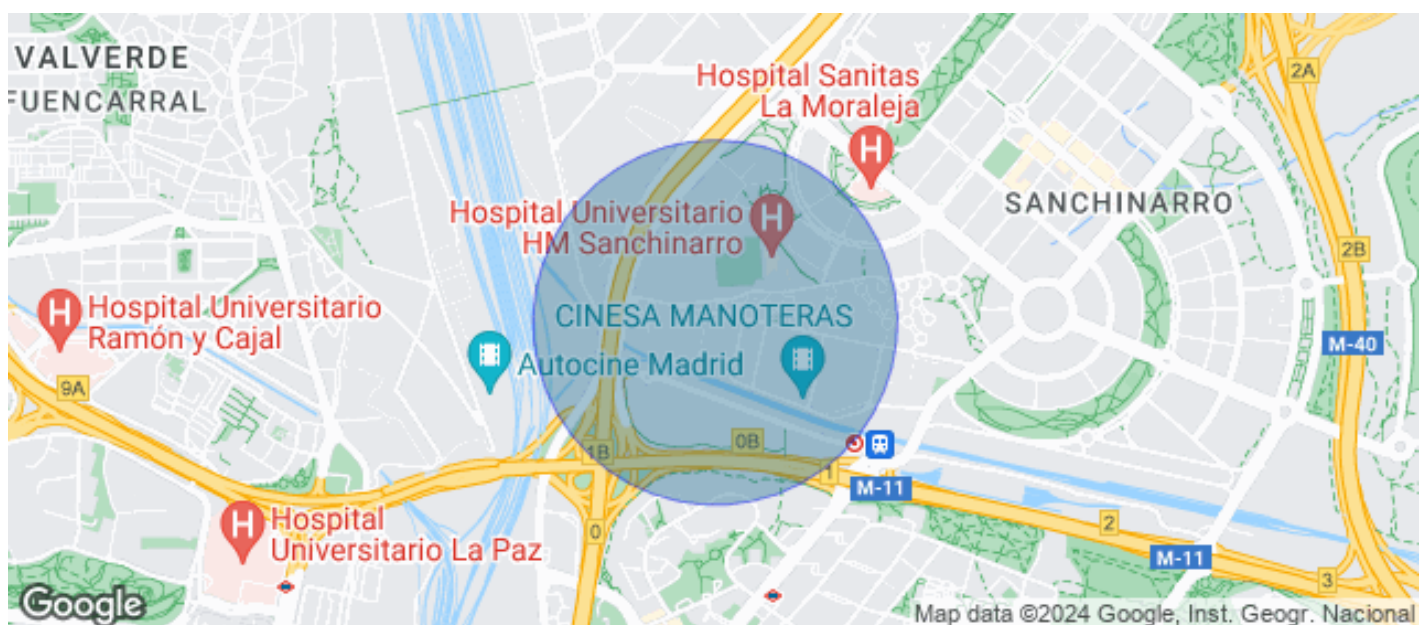 VALVERDE
FUENCARRAL
Hospital Sanitas
La Moraleja
H
2A
SANCHINARRO
Hospital Universitario
HM Sanchinarro
H
2B
H
Hospital Universitario
Ramón y Cajal
CINESA MANOTERAS
Autocine Madrid
M-40
9A
1B
0B
1
M-11
H
Hospital
Universitario La Paz
0
2
M-11
3
Google
Map data ©2024 Google, Inst. Geogr. Nacional